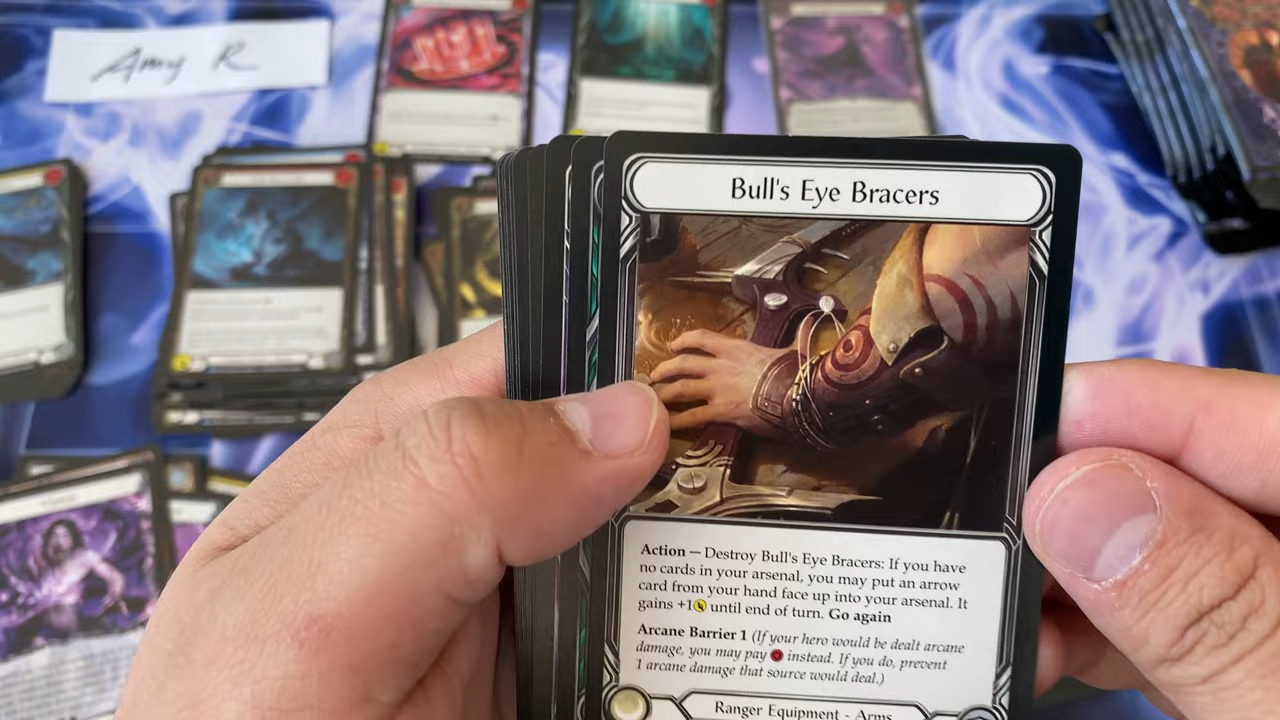 Amy R
Bull's Eye Bracers
Action — Destroy Bull's Eye Bracers: If you have
no cards in your arsenal, you may put an arrow
card from your hand face up into your arsenal. It
gains +1 until end of turn. Go again
Arcane Barrier 1 (If your hero would be dealt arcane
damage, you may pay instead. If you do, prevent
1 arcane damage that source would deal.)
Ranger Equipment - Arms